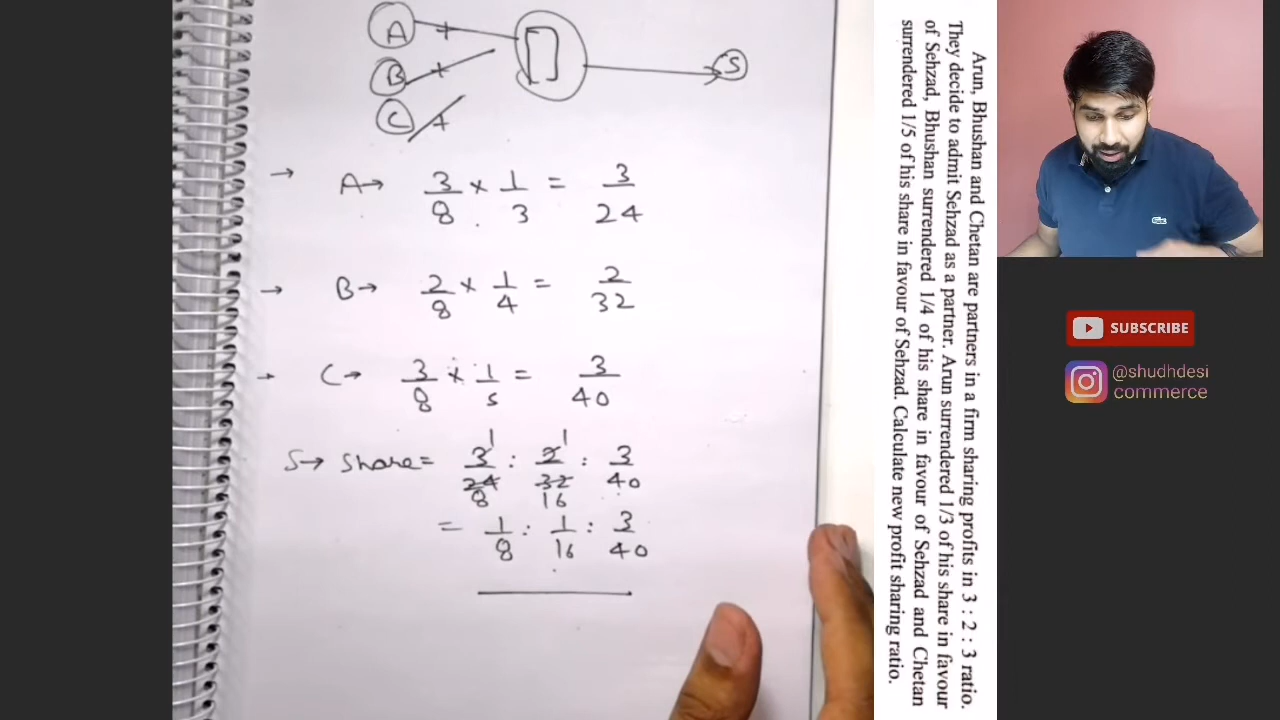 A
B
C
S
A→ 3/8 × 1/3 = 3/24
B→ 2/8 × 1/4 = 2/32
C→ 3/8 × 1/5 = 3/40
S→ Share = 3/24 : 2/32 : 3/40
1 1
8 16
= 1/8 : 1/16 : 3/40
Arun, Bhushan and Chetan are partners in a firm sharing profits in 3 : 2 : 3 ratio.
They decide to admit Sehzad as a partner. Arun surrendered 1/3 of his share in favour
of Sehzad, Bhushan surrendered 1/4 of his share in favour of Sehzad and Chetan
surrendered 1/5 of his share in favour of Sehzad. Calculate new profit sharing ratio.
SUBSCRIBE
@shudhdesi
commerce